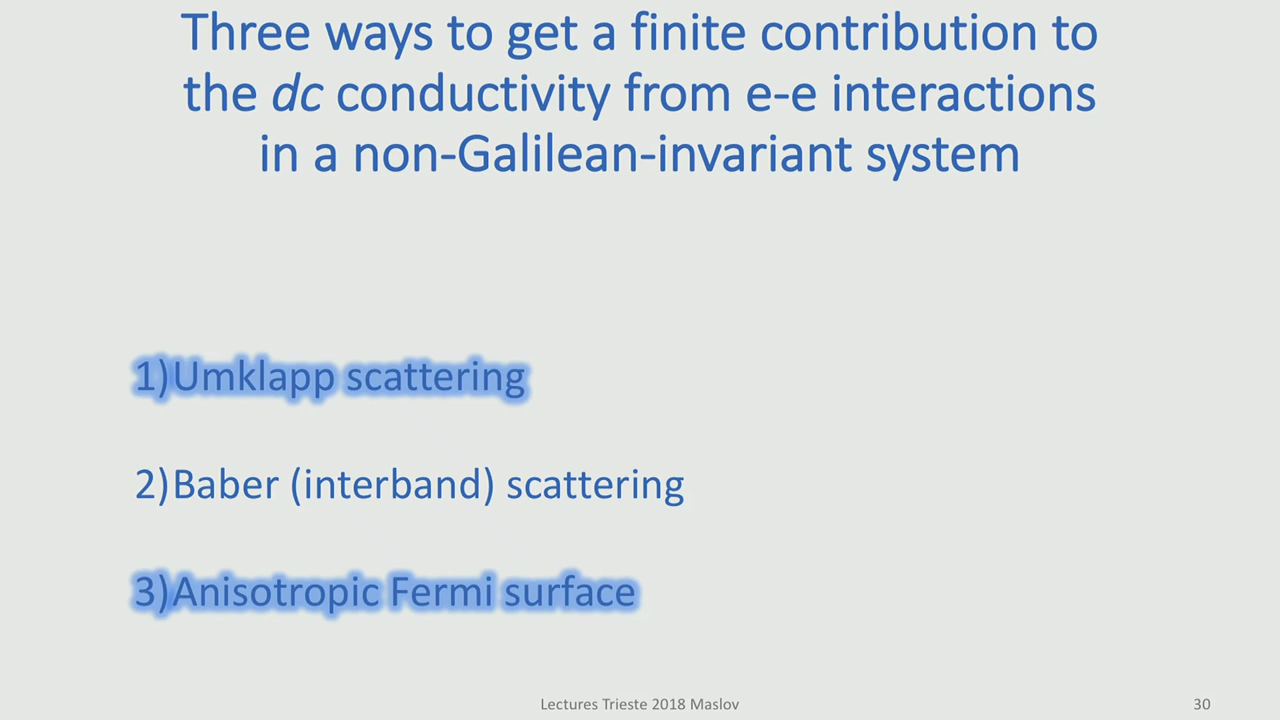 Three ways to get a finite contribution to
the dc conductivity from e-e interactions
in a non-Galilean-invariant system
1)Umklapp scattering
2)Baber (interband) scattering
3)Anisotropic Fermi surface
Lectures Trieste 2018 Maslov
30